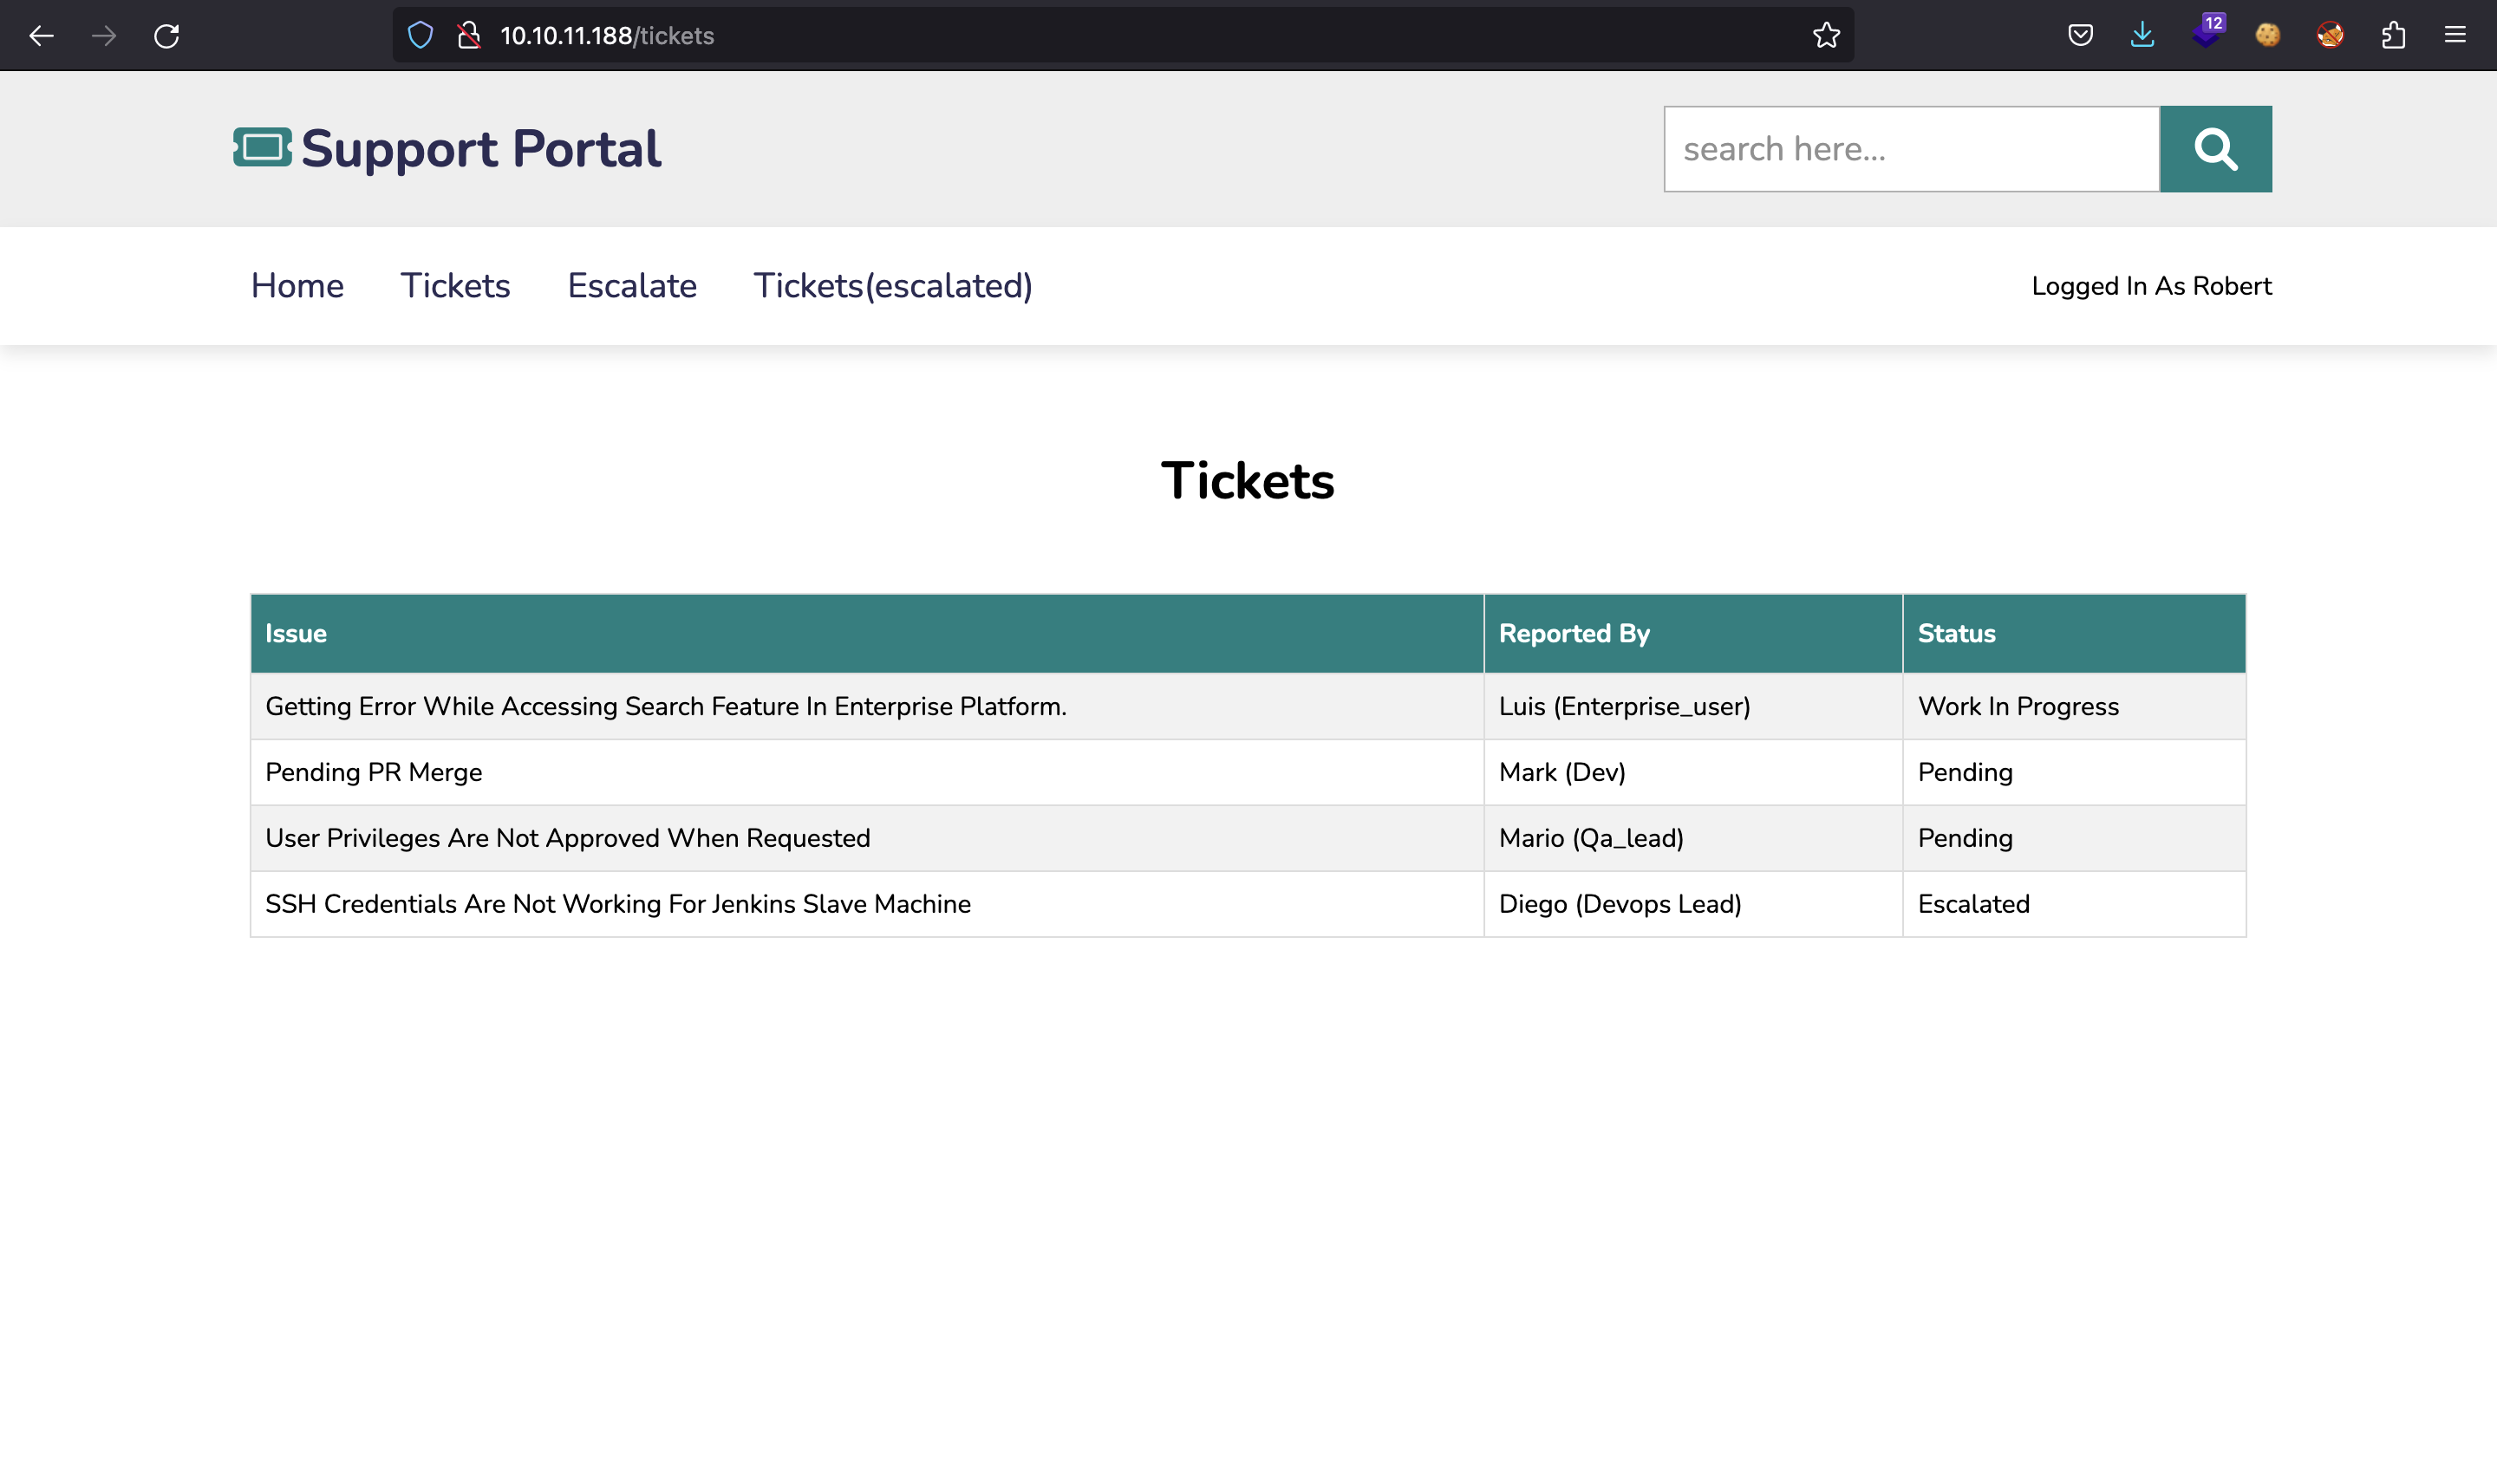 10.10.11.188/tickets
12
Support Portal
search here...
Home Tickets Escalate Tickets(escalated) Logged In As Robert
Tickets
Issue Reported By Status
Getting Error While Accessing Search Feature In Enterprise Platform. Luis (Enterprise_user) Work In Progress
Pending PR Merge Mark (Dev) Pending
User Privileges Are Not Approved When Requested Mario (Qa_lead) Pending
SSH Credentials Are Not Working For Jenkins Slave Machine Diego (Devops Lead) Escalated